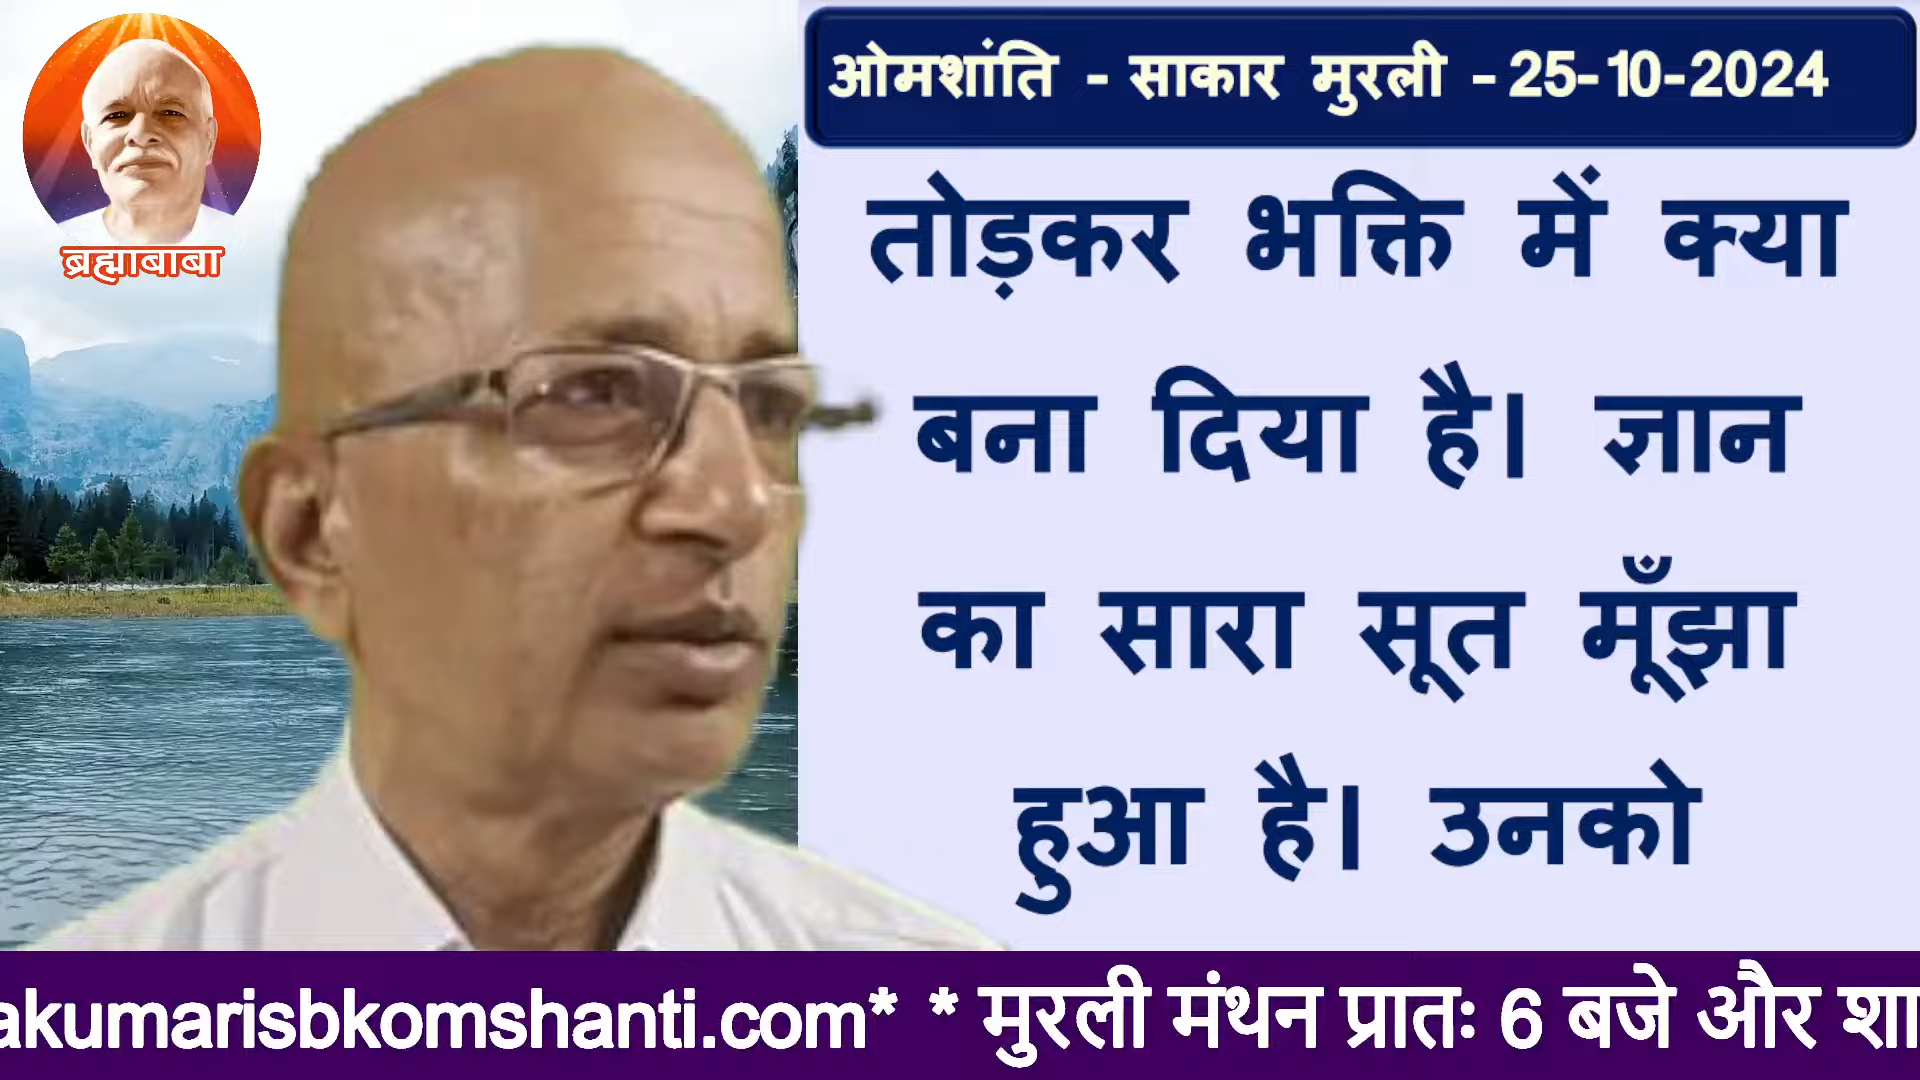 ब्रह्माबाबा
ओमशांति - साकार मुरली - 25-10-2024
तोड़कर भक्ति में क्या
बना दिया है। ज्ञान
का सारा सूत मूँझा
हुआ है। उनको
akumarisbkomshanti.com* * मुरली मंथन प्रातः 6 बजे और शा